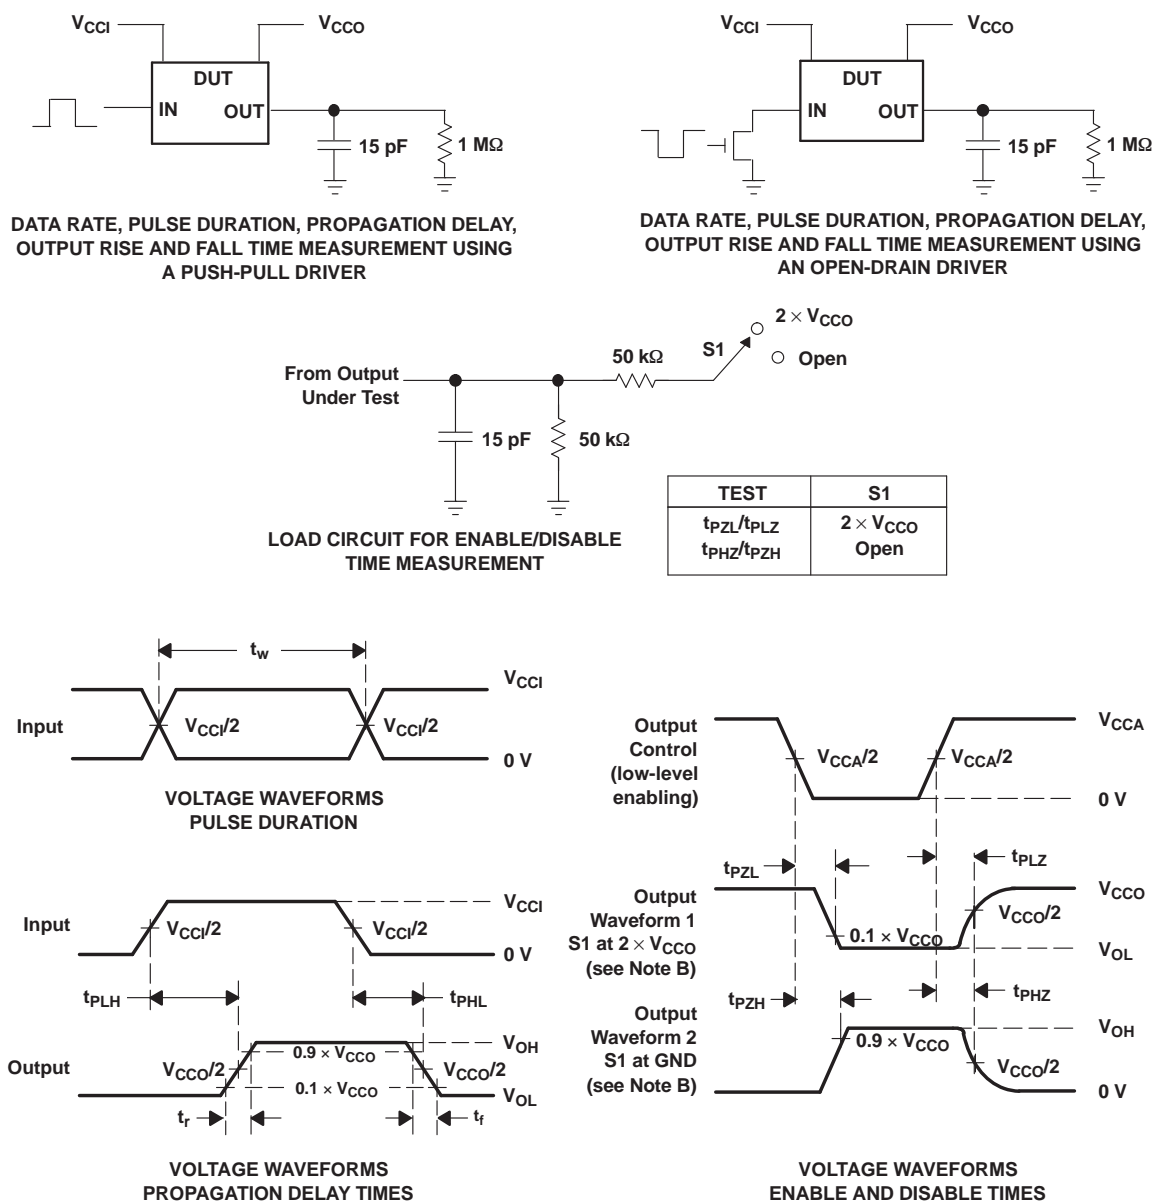 VCCI
VCCO
DUT
IN
OUT
15 pF
1 MΩ
DATA RATE, PULSE DURATION, PROPAGATION DELAY,
OUTPUT RISE AND FALL TIME MEASUREMENT USING
A PUSH-PULL DRIVER
VCCI
VCCO
DUT
IN
OUT
15 pF
1 MΩ
DATA RATE, PULSE DURATION, PROPAGATION DELAY,
OUTPUT RISE AND FALL TIME MEASUREMENT USING
AN OPEN-DRAIN DRIVER
From Output
Under Test
15 pF
50 kΩ
50 kΩ
S1
2 × VCCO
Open
LOAD CIRCUIT FOR ENABLE/DISABLE
TIME MEASUREMENT
TEST S1
tPZL/tPLZ 2 × VCCO
tPHZ/tPZH Open
tw
Input
VCCI/2
VCCI/2
VCCI
0 V
VOLTAGE WAVEFORMS
PULSE DURATION
Input
VCCI/2
VCCI/2
VCCI
0 V
tPLH
tPHL
Output
VCCO/2
0.9 × VCCO
0.1 × VCCO
VCCO/2
VOH
VOL
tr
tf
VOLTAGE WAVEFORMS
PROPAGATION DELAY TIMES
Output
Control
(low-level
enabling)
VCCA/2
VCCA/2
VCCA
0 V
tPZL
tPLZ
Output
Waveform 1
S1 at 2 × VCCO
(see Note B)
0.1 × VCCO
VCCO/2
VCCO
VOL
tPZH
tPHZ
Output
Waveform 2
S1 at GND
(see Note B)
0.9 × VCCO
VCCO/2
VOH
0 V
VOLTAGE WAVEFORMS
ENABLE AND DISABLE TIMES